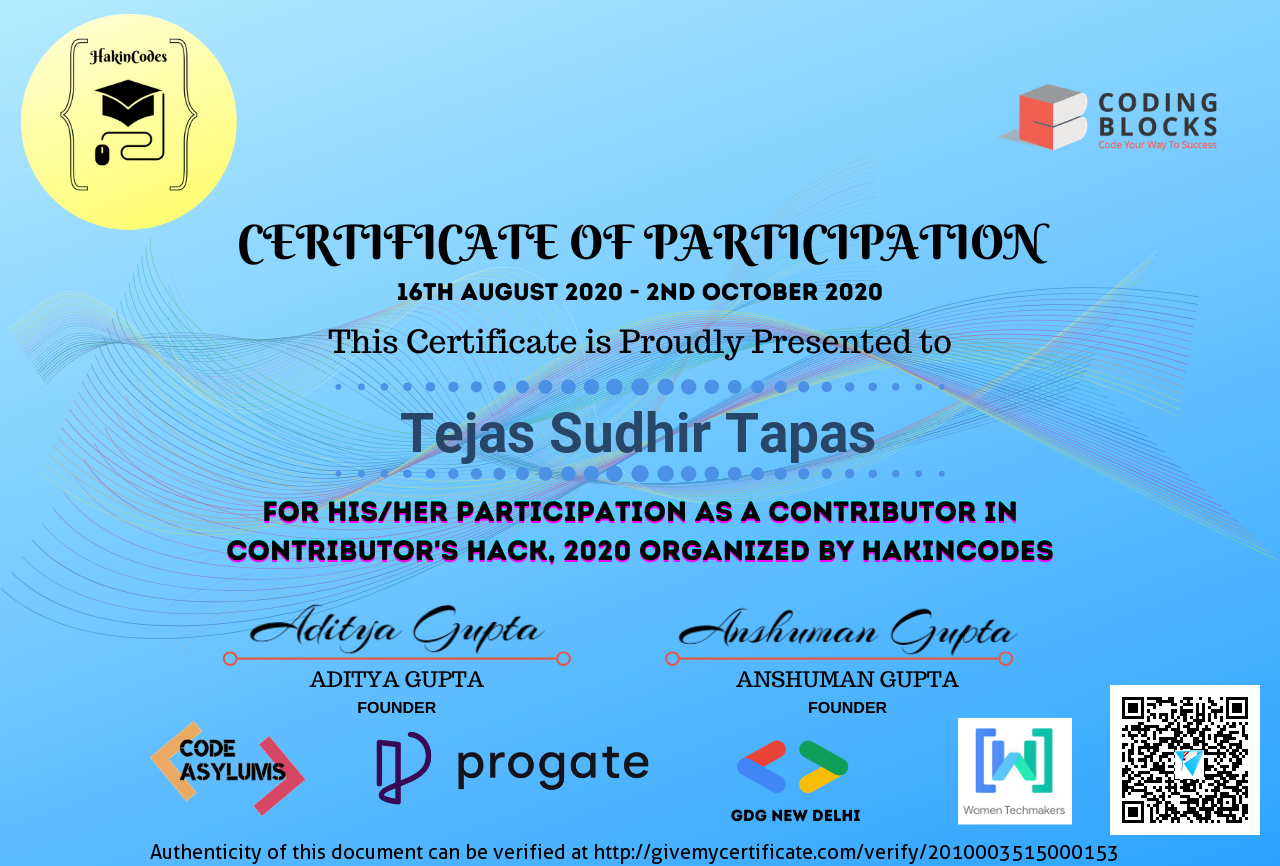 HakinCodes
CODING
BLOCKS
Code Your Way To Success
CERTIFICATE OF PARTICIPATION
16TH AUGUST 2020 - 2ND OCTOBER 2020
This Certificate is Proudly Presented to
Tejas Sudhir Tapas
FOR HIS/HER PARTICIPATION AS A CONTRIBUTOR IN
CONTRIBUTOR'S HACK, 2020 ORGANIZED BY HAKINCODES
Aditya Gupta Anshuman Gupta
ADITYA GUPTA ANSHUMAN GUPTA
FOUNDER FOUNDER
CODE
ASYLUMS
progate
GDG NEW DELHI
Women Techmakers
Authenticity of this document can be verified at http://givemycertificate.com/verify/2010003515000153